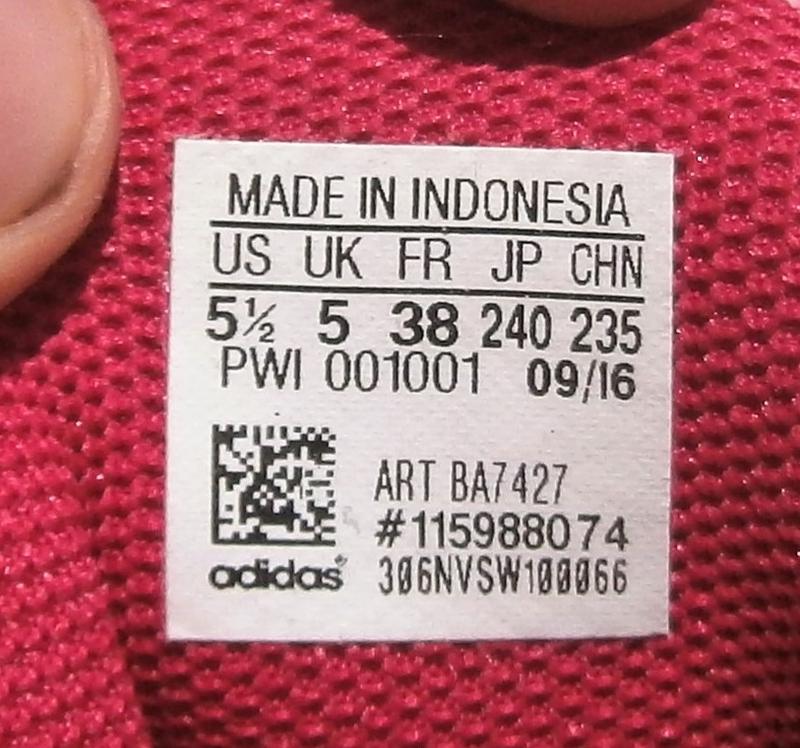 MADE IN INDONESIA
US UK FR JP CHN
5½ 5 38 240 235
PWI 001001 09/16
ART BA7427
#115988074
adidas® 306NVSW100066